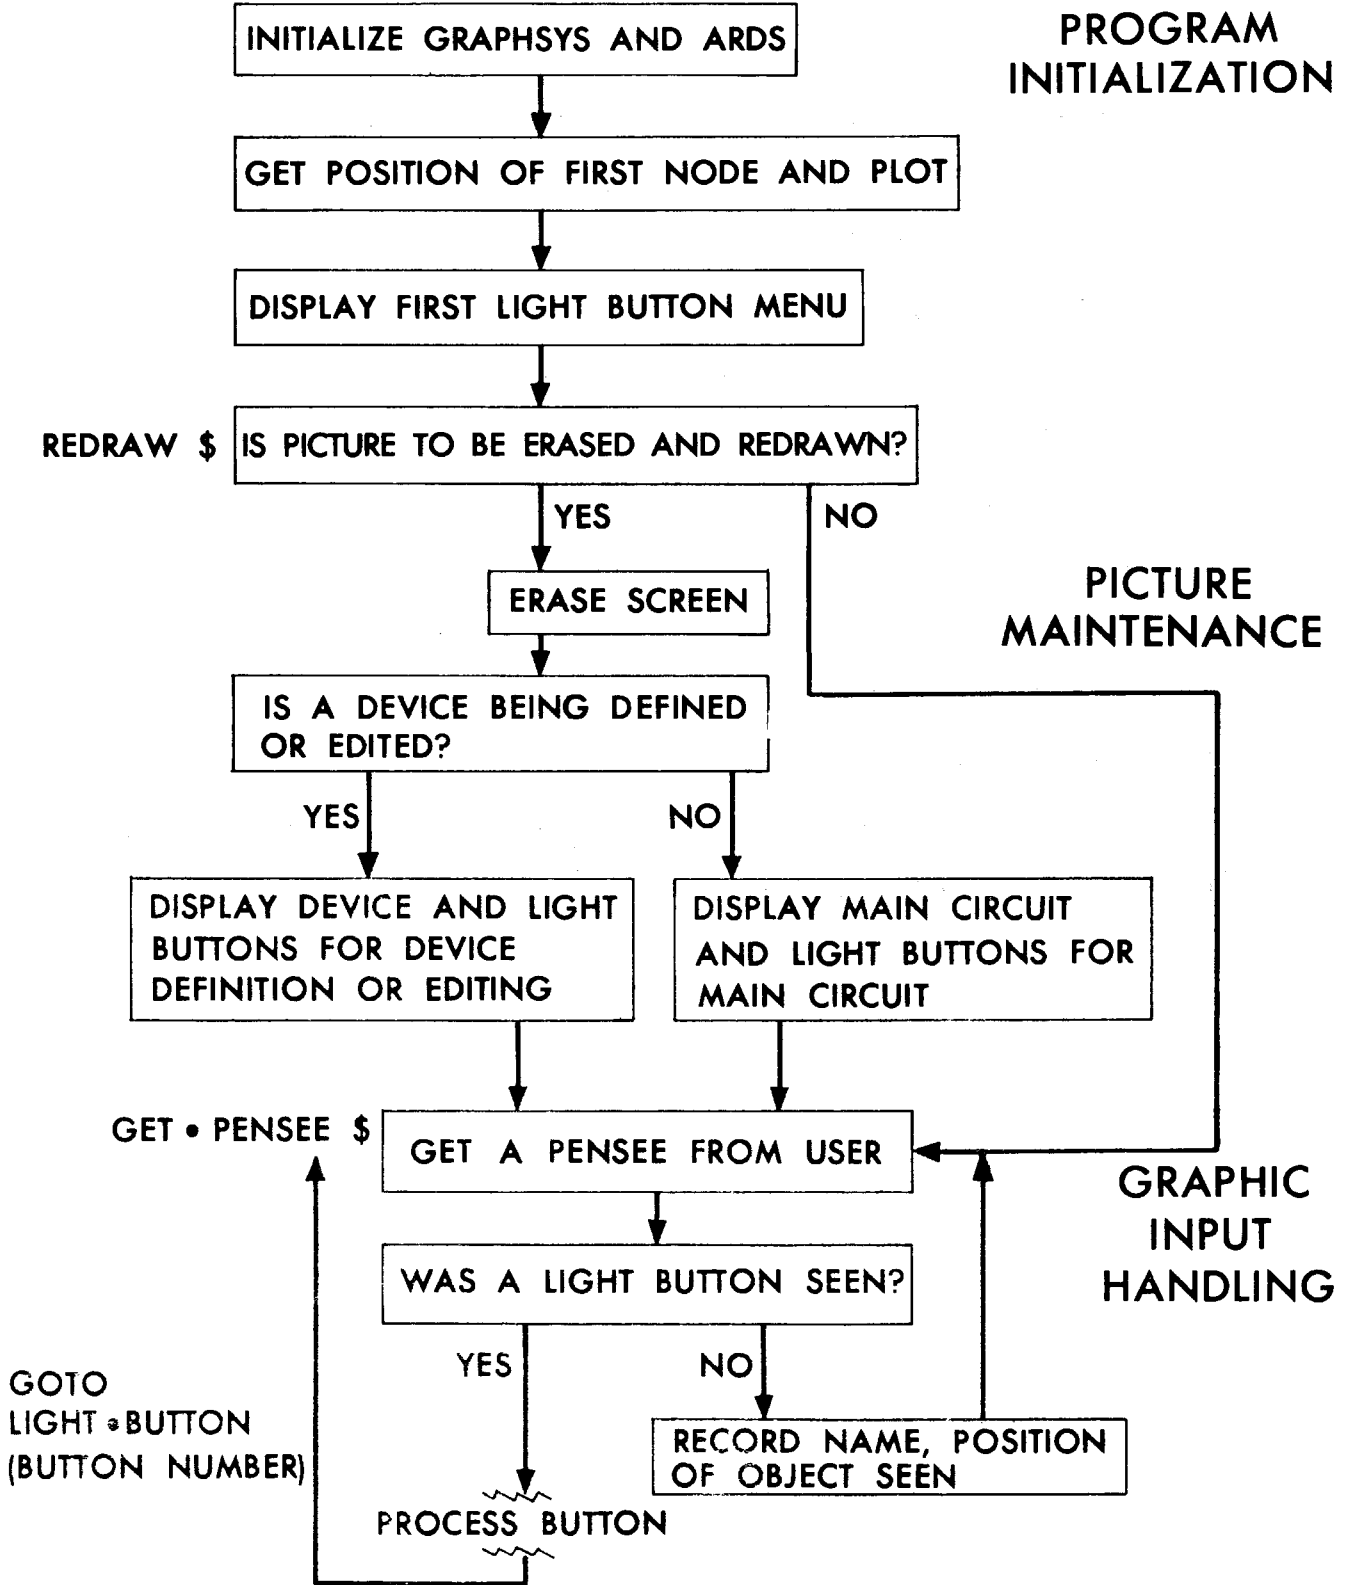 INITIALIZE GRAPHSYS AND ARDS
PROGRAM
INITIALIZATION
GET POSITION OF FIRST NODE AND PLOT
DISPLAY FIRST LIGHT BUTTON MENU
REDRAW $
IS PICTURE TO BE ERASED AND REDRAWN?
YES
NO
ERASE SCREEN
PICTURE
MAINTENANCE
IS A DEVICE BEING DEFINED
OR EDITED?
YES
NO
DISPLAY DEVICE AND LIGHT
BUTTONS FOR DEVICE
DEFINITION OR EDITING
DISPLAY MAIN CIRCUIT
AND LIGHT BUTTONS FOR
MAIN CIRCUIT
GET • PENSEE $
GET A PENSEE FROM USER
GRAPHIC
INPUT
HANDLING
WAS A LIGHT BUTTON SEEN?
YES
NO
GOTO
LIGHT • BUTTON
(BUTTON NUMBER)
RECORD NAME, POSITION
OF OBJECT SEEN
PROCESS BUTTON